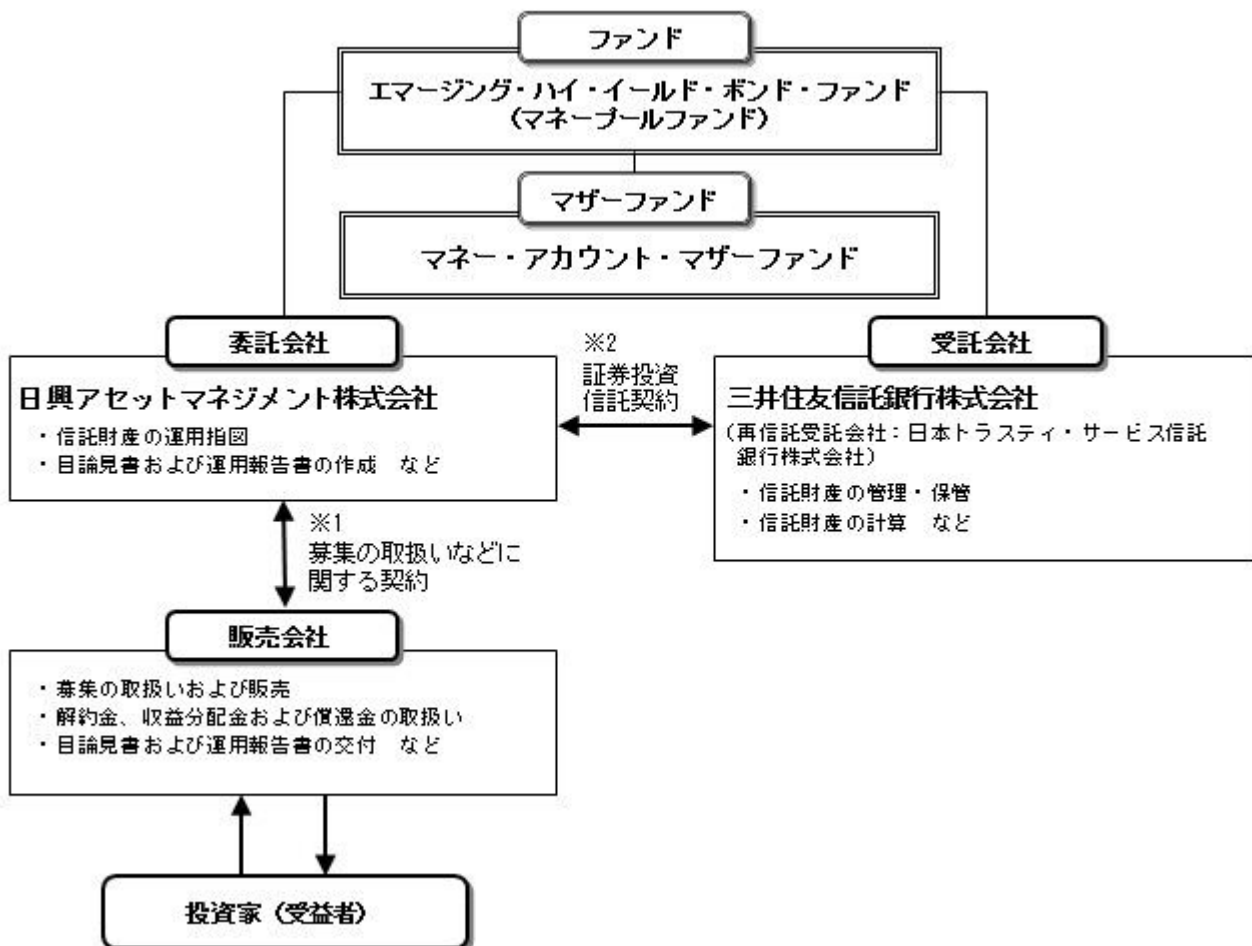 ファンド
エマージング・ハイ・イールド・ボンド・ファンド
（マネープールファンド）
マザーファンド
マネー・アカウント・マザーファンド
委託会社
日興アセットマネジメント株式会社
・信託財産の運用指図
・目論見書および運用報告書の作成　など
※2
証券投資
信託契約
受託会社
三井住友信託銀行株式会社
（再信託受託会社：日本トラスティ・サービス信託
銀行株式会社）
・信託財産の管理・保管
・信託財産の計算　など
※1
募集の取扱いなどに
関する契約
販売会社
・募集の取扱いおよび販売
・解約金、収益分配金および償還金の取扱い
・目論見書および運用報告書の交付　など
投資家（受益者）